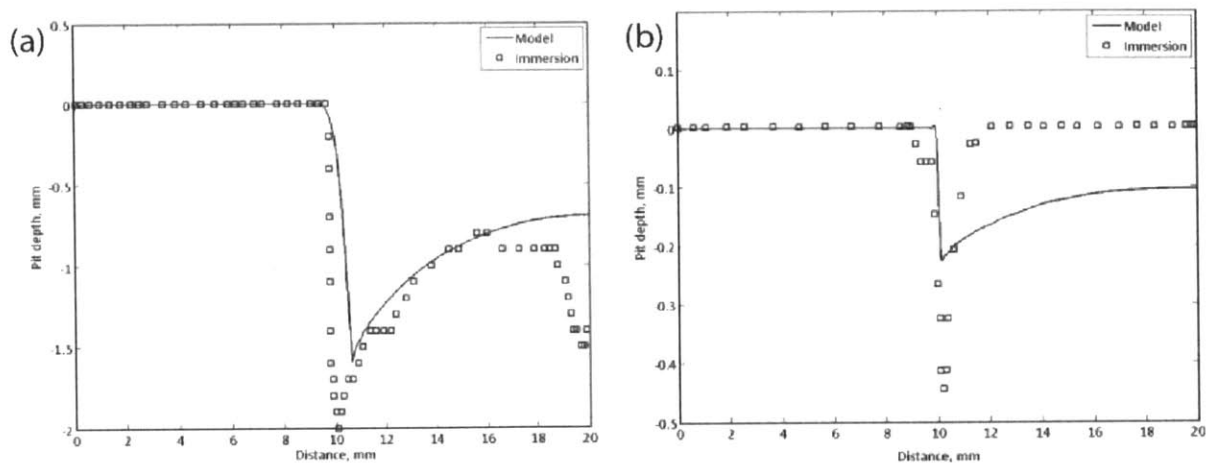 (a)
0.5
0
-0.5
-1
-1.5
-2
Pit depth, mm
0 2 4 6 8 10 12 14 16 18 20
Distance, mm
Model
Immersion
(b)
0.1
0
-0.1
-0.2
-0.3
-0.4
-0.5
Pit depth, mm
0 2 4 6 8 10 12 14 16 18 20
Distance, mm
Model
Immersion